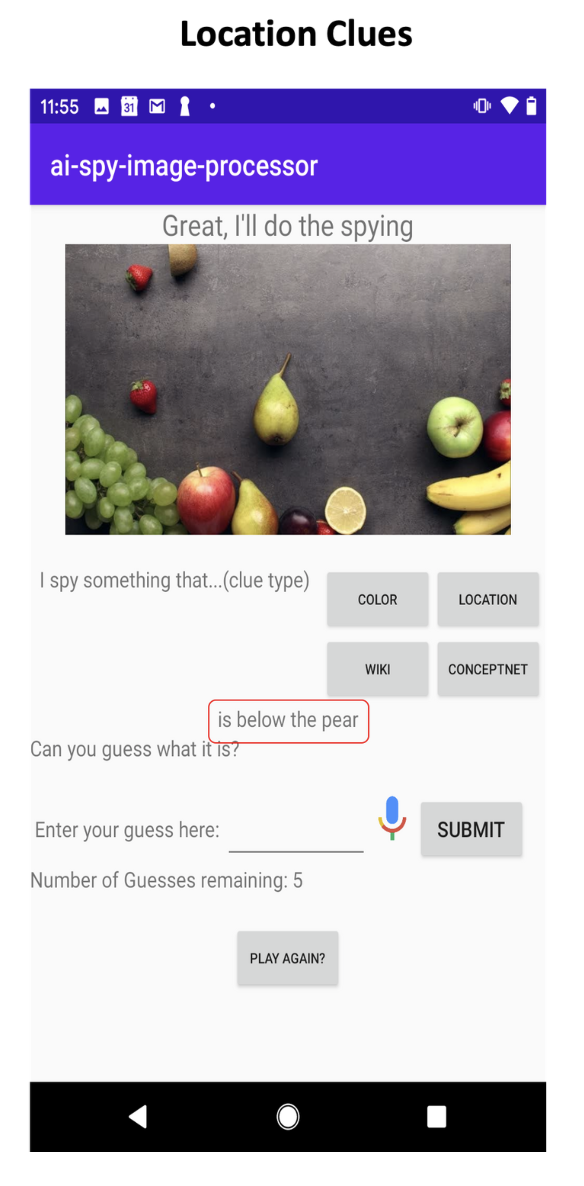 Location Clues
11:55 31
ai-spy-image-processor
Great, I'll do the spying
I spy something that...(clue type)
COLOR LOCATION
WIKI CONCEPTNET
is below the pear
Can you guess what it is?
Enter your guess here: SUBMIT
Number of Guesses remaining: 5
PLAY AGAIN?